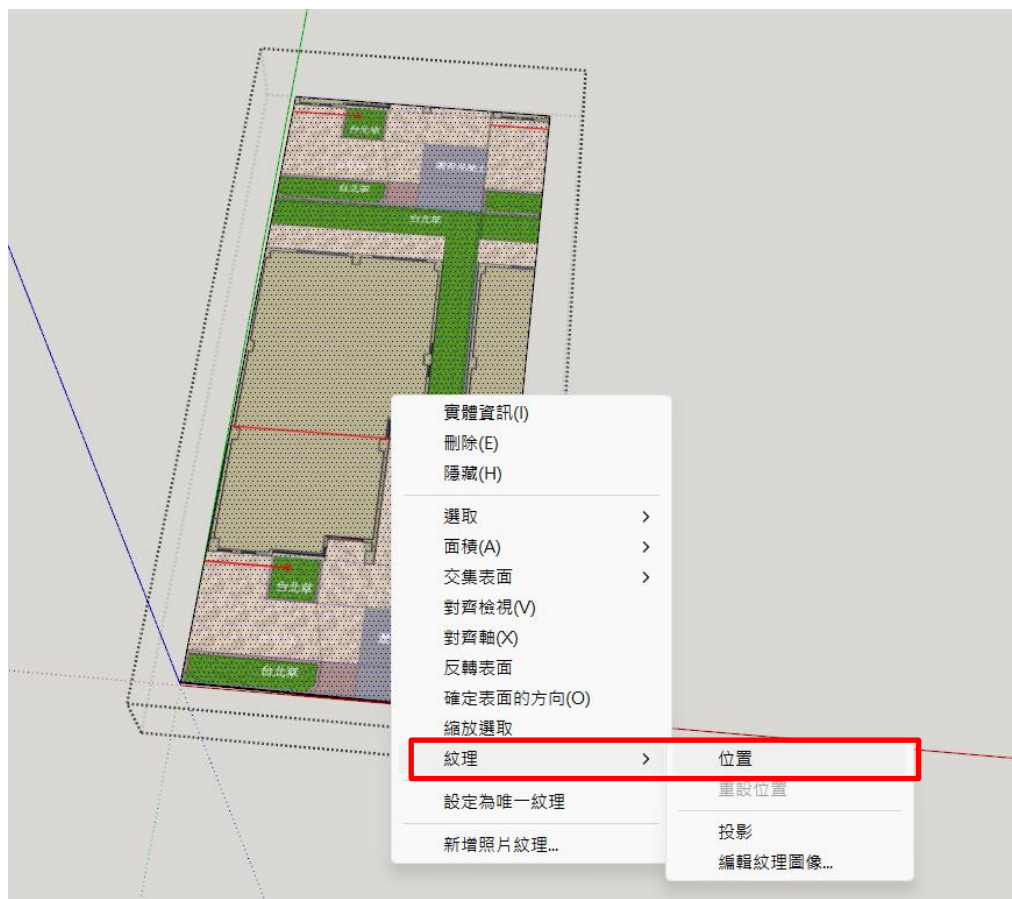 台北草
台北草
台北草
實體資訊(I)
刪除(E)
隱藏(H)
選取
面積(A)
交集表面
對齊檢視(V)
對齊軸(X)
反轉表面
確定表面的方向(O)
縮放選取
紋理
位置
重設位置
設定為唯一紋理
投影
新增照片紋理...
編輯紋理圖像...
台北草
台北草